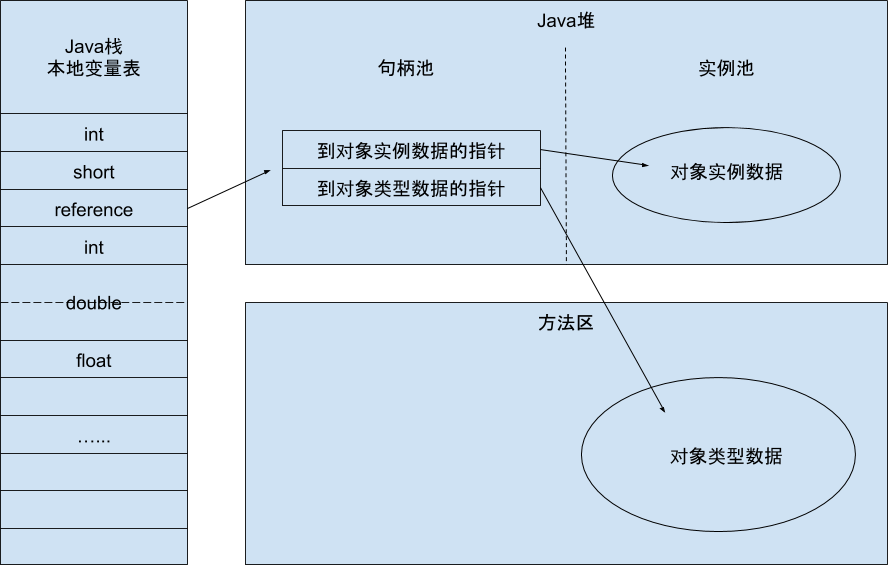 Java栈
本地变量表
int
short
reference
int
double
float
…...
Java堆
句柄池
实例池
到对象实例数据的指针
到对象类型数据的指针
对象实例数据
方法区
对象类型数据